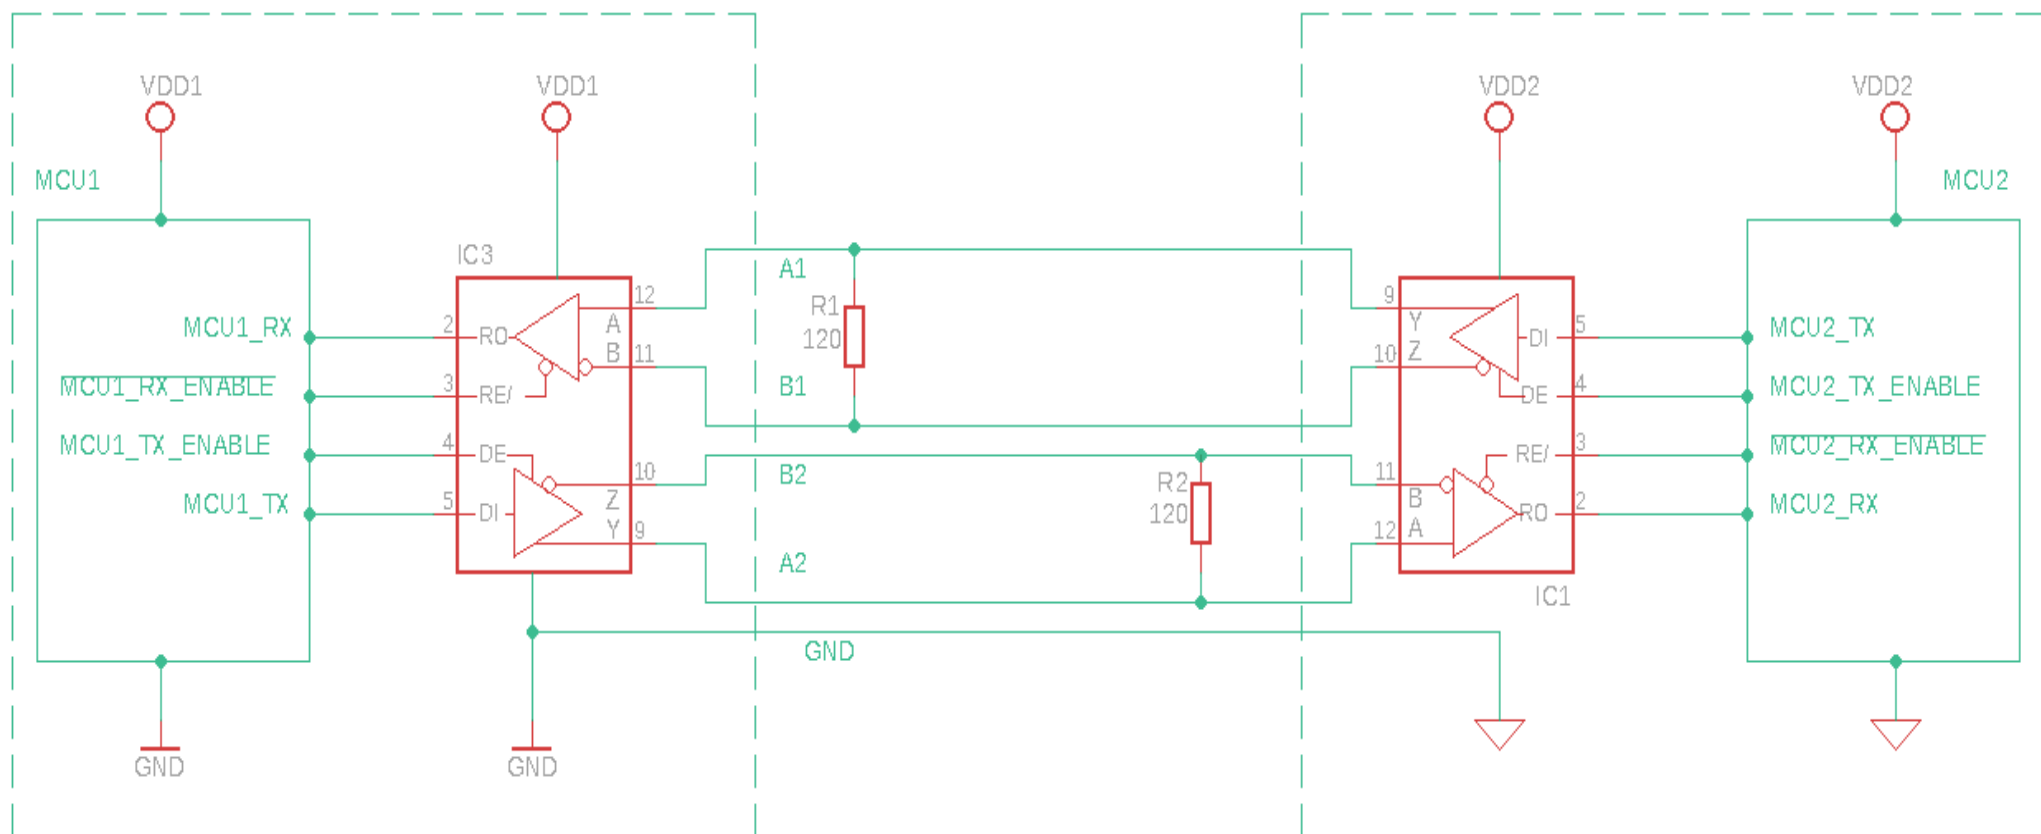 VDD1
VDD1
VDD2
VDD2
MCU1
MCU2
IC3
A1
R1
120
B1
B2
R2
120
A2
GND
MCU1_RX
MCU1_RX_ENABLE
MCU1_TX_ENABLE
MCU1_TX
2
3
4
5
RO
RE/
DE
DI
A
B
Z
Y
12
11
10
9
9
10
11
12
Y
Z
B
A
DI
DE
RE/
RO
5
4
3
2
MCU2_TX
MCU2_TX_ENABLE
MCU2_RX_ENABLE
MCU2_RX
IC1
GND
GND